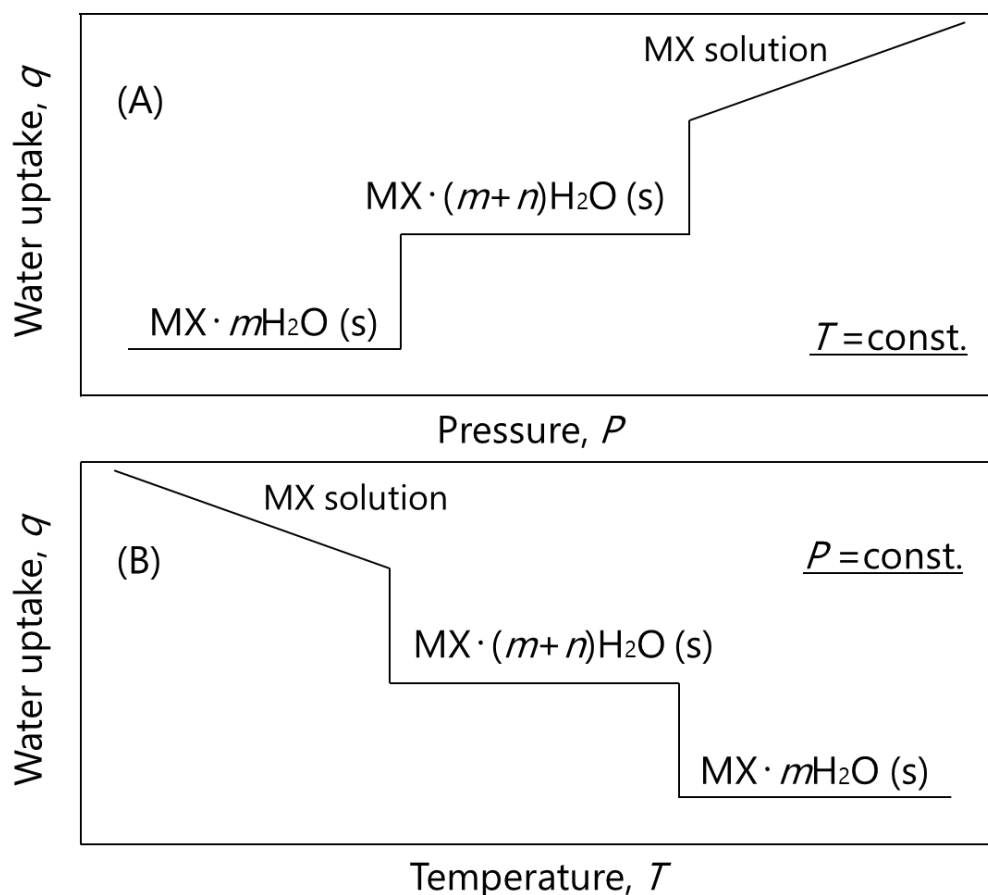 Water uptake, q
(A)
MX solution
MX·(m+n)H₂O (s)
MX·mH₂O (s)
T=const.
Pressure, P
Water uptake, q
MX solution
(B)
P=const.
MX·(m+n)H₂O (s)
MX·mH₂O (s)
Temperature, T